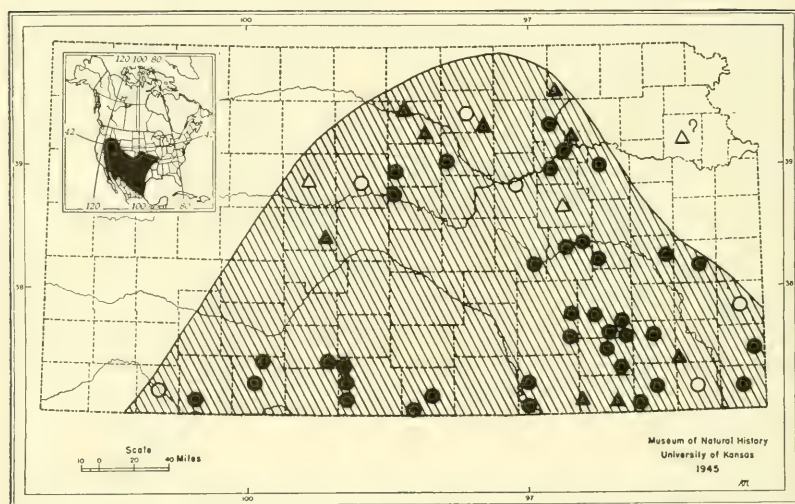 100 97
120 100 80
42
39 39
?
120 100 80
38 38
Scale
10 0 20 40 Miles
Museum of Natural History
University of Kansas
1945
100 97